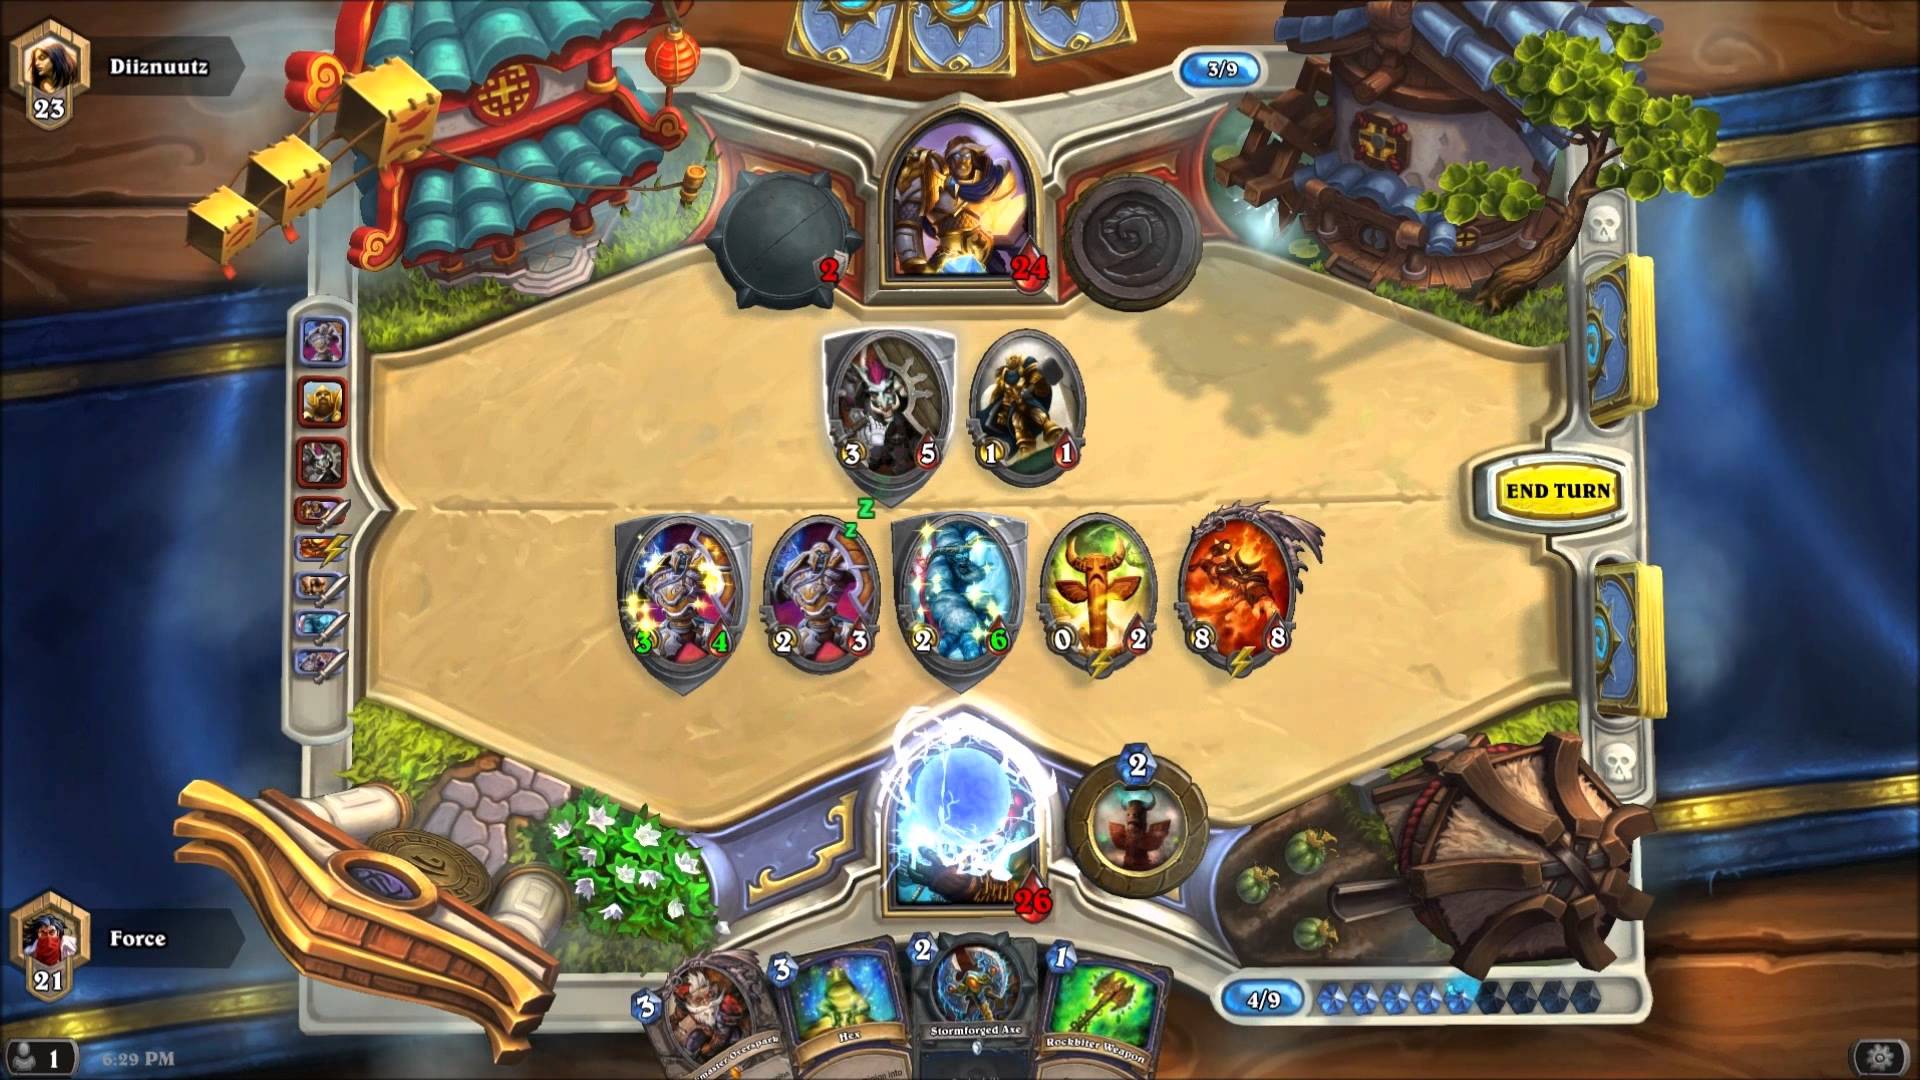 Diiznuutz
23
3/9
2
24
3 5
1 1
END TURN
3 4
2 3
Z
z
2 6
0 2
8 8
2
26
Force
21
3
3
2
1
Hex
Stormforged Axe
Rockbiter Weapon
4/9
1
6:29 PM